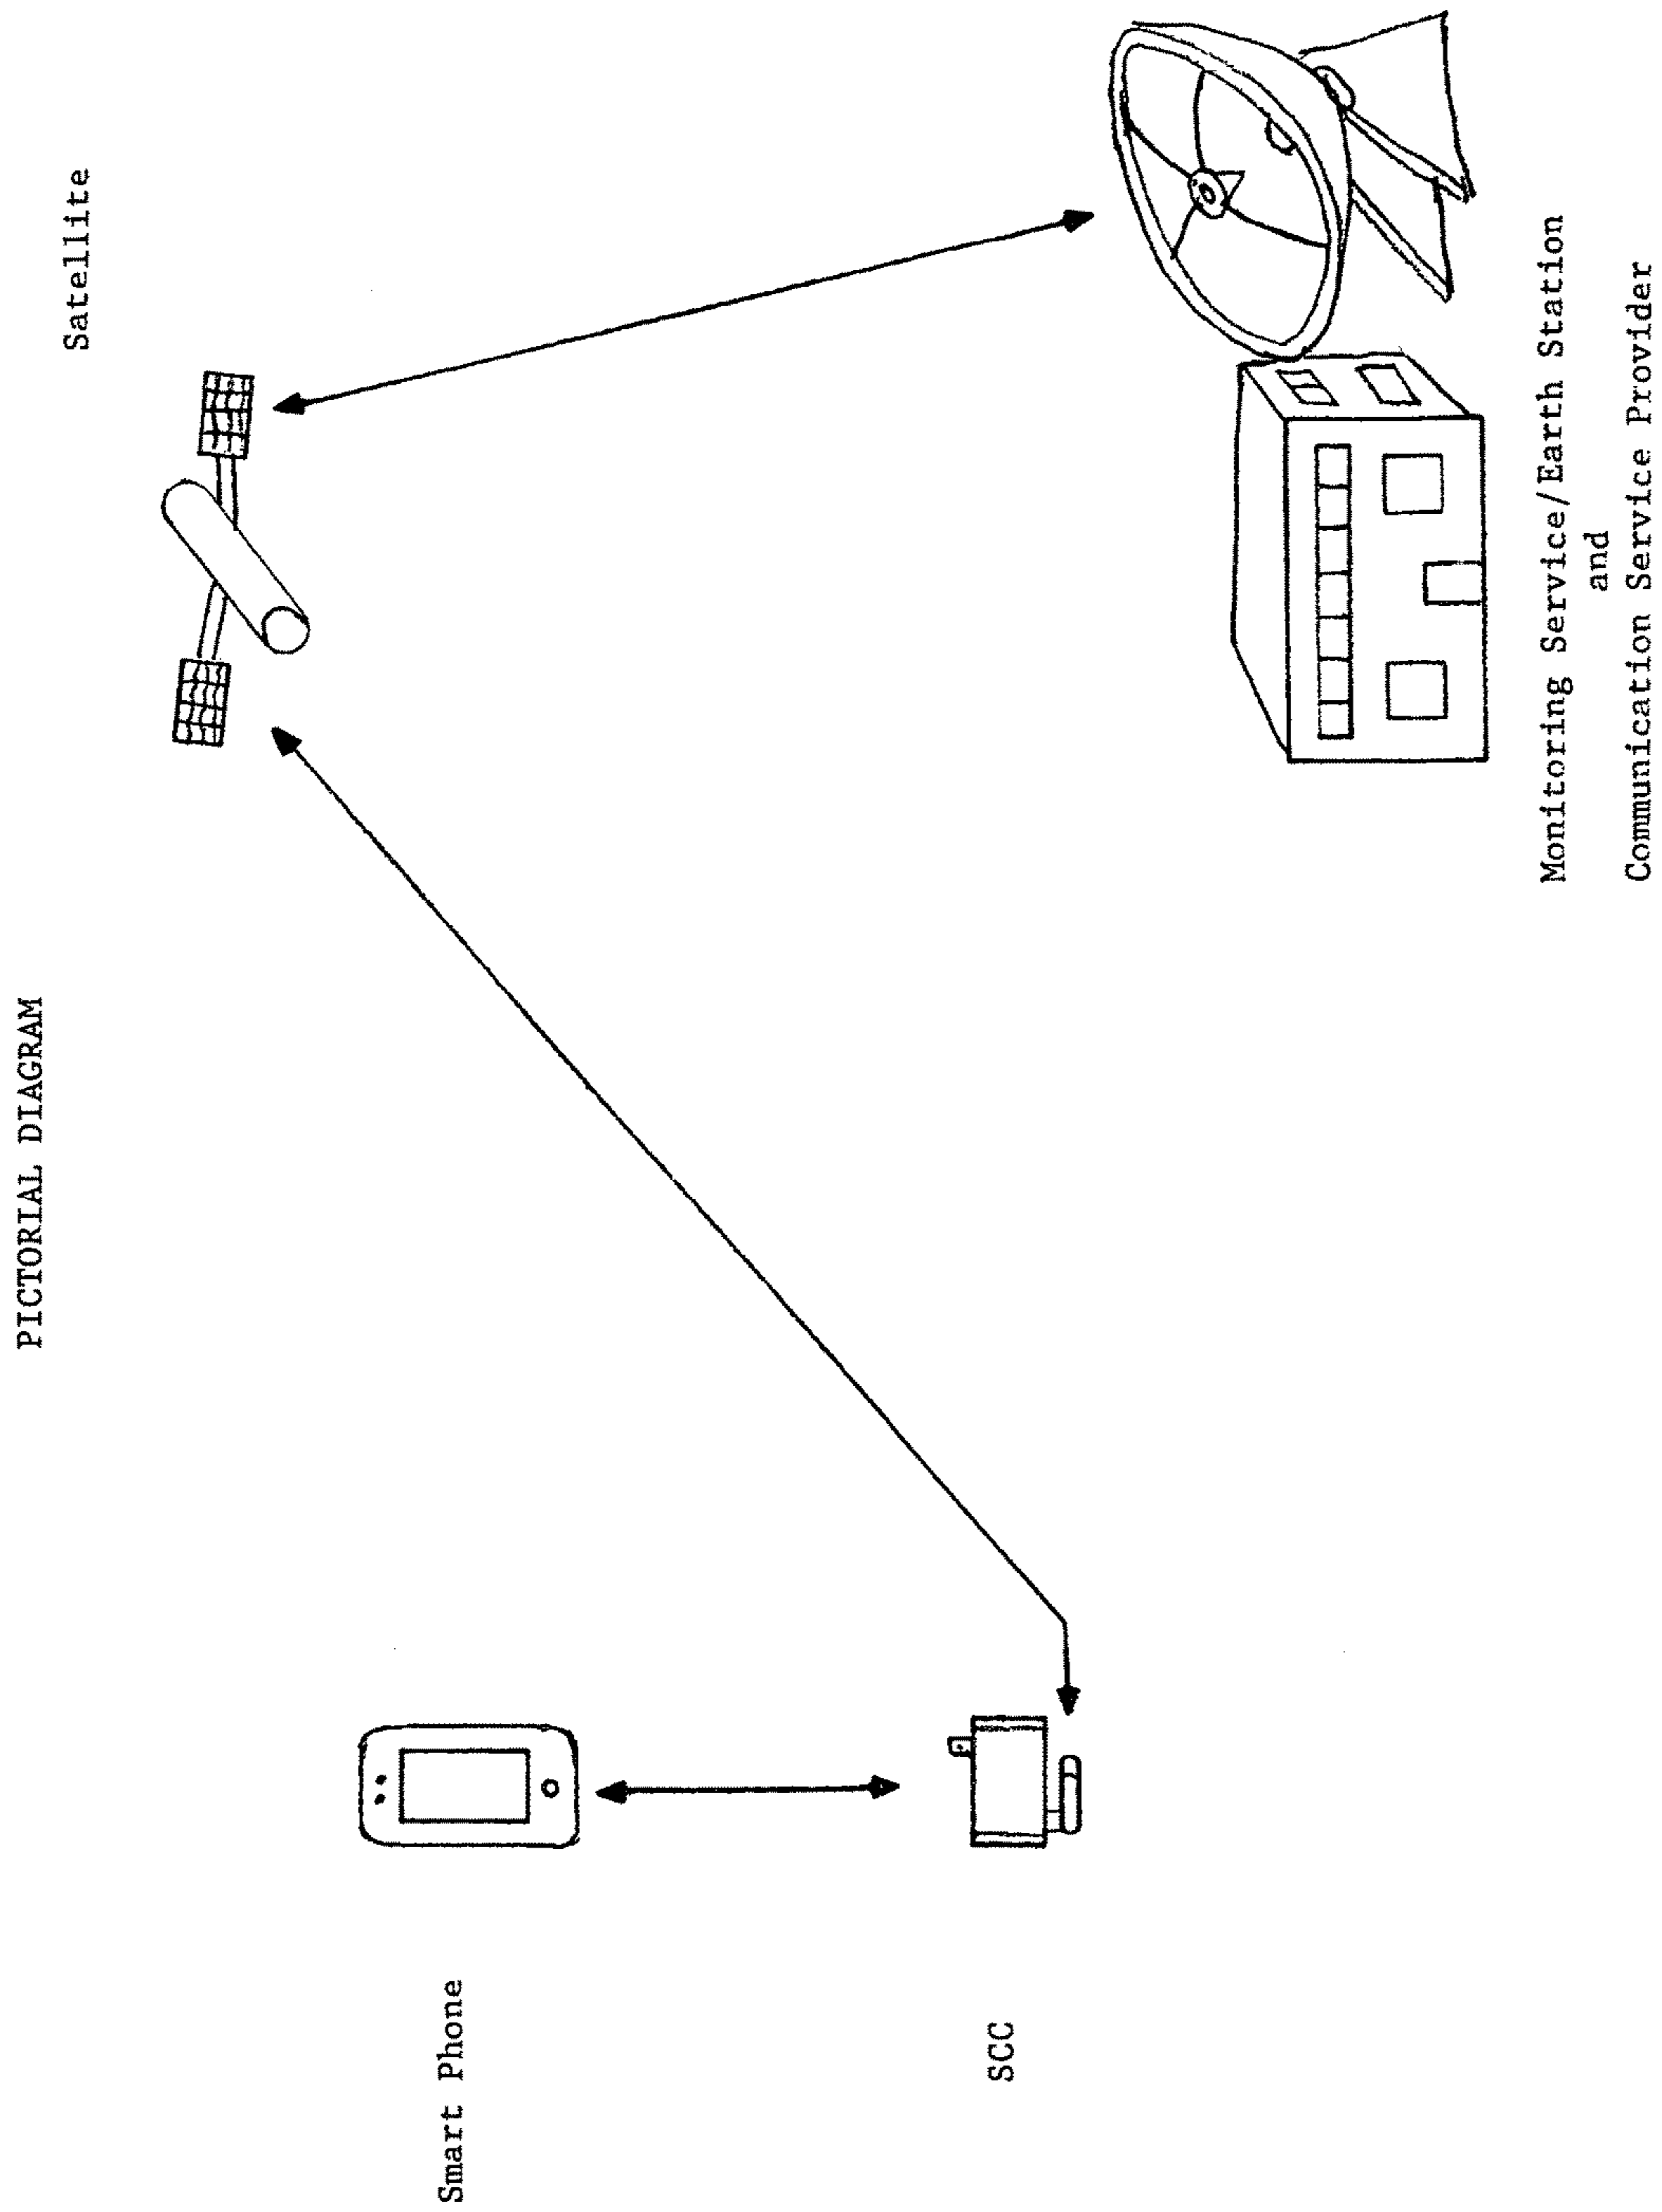 PICTORIAL DIAGRAM
Satellite
Smart Phone
SCC
Monitoring Service/Earth Station
and
Communication Service Provider